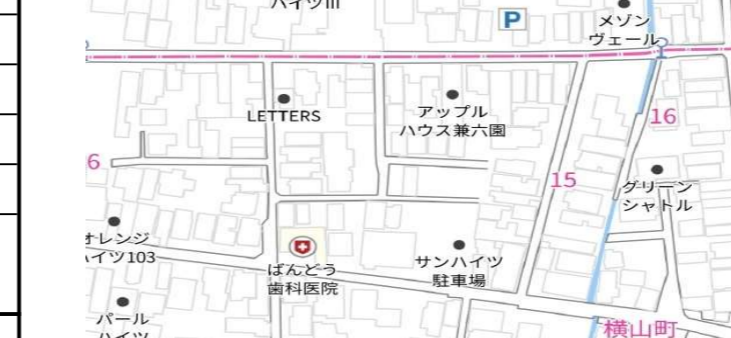 ハイツIII
P
メゾン
ヴェール
LETTERS
アップル
ハウス兼六園
16
6
15
グリーン
シャトル
オレンジ
ハイツ103
ばんどう
歯科医院
サンハイツ
駐車場
パール
ハイツ
横山町